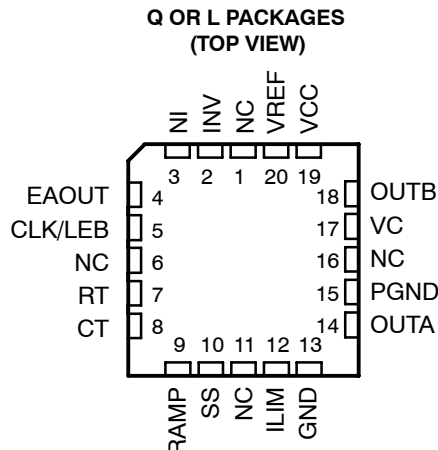 Q OR L PACKAGES
(TOP VIEW)
NI INV NC VREF VCC
3 2 1 20 19
EAOUT 4 18 OUTB
CLK/LEB 5 17 VC
NC 6 16 NC
RT 7 15 PGND
CT 8 14 OUTA
9 10 11 12 13
RAMP SS NC ILIM GND